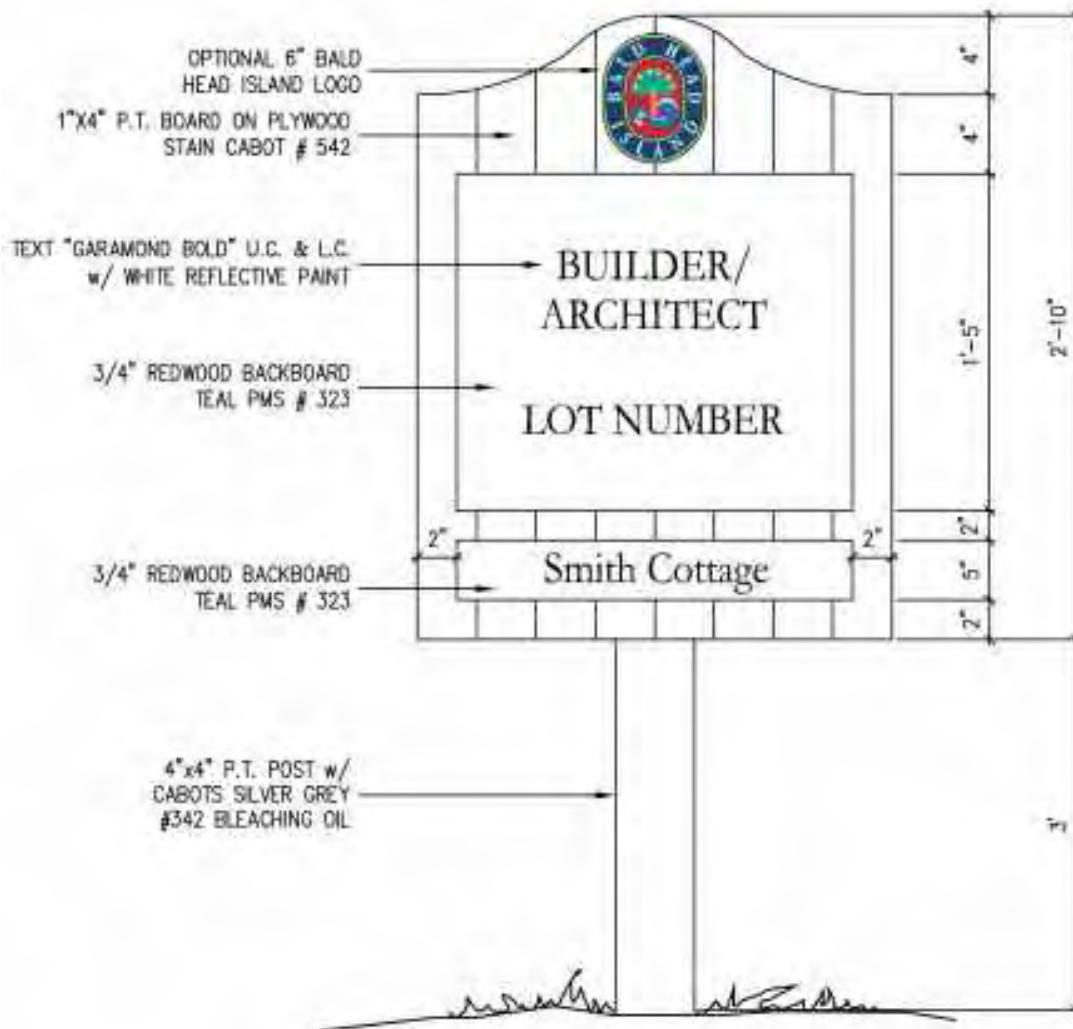 OPTIONAL 6" BALD
HEAD ISLAND LOGO
BALD HEAD
ISLAND
1"X4" P.T. BOARD ON PLYWOOD
STAIN CABOT # 542
TEXT "GARAMOND BOLD" U.C. & L.C.
w/ WHITE REFLECTIVE PAINT
BUILDER/
ARCHITECT
3/4" REDWOOD BACKBOARD
TEAL PMS # 323
LOT NUMBER
2"
2"
3/4" REDWOOD BACKBOARD
TEAL PMS # 323
Smith Cottage
4"x4" P.T. POST w/
CABOTS SILVER GREY
#342 BLEACHING OIL
4"
4"
1'-5"
2"
5"
2"
2'-10"
3'